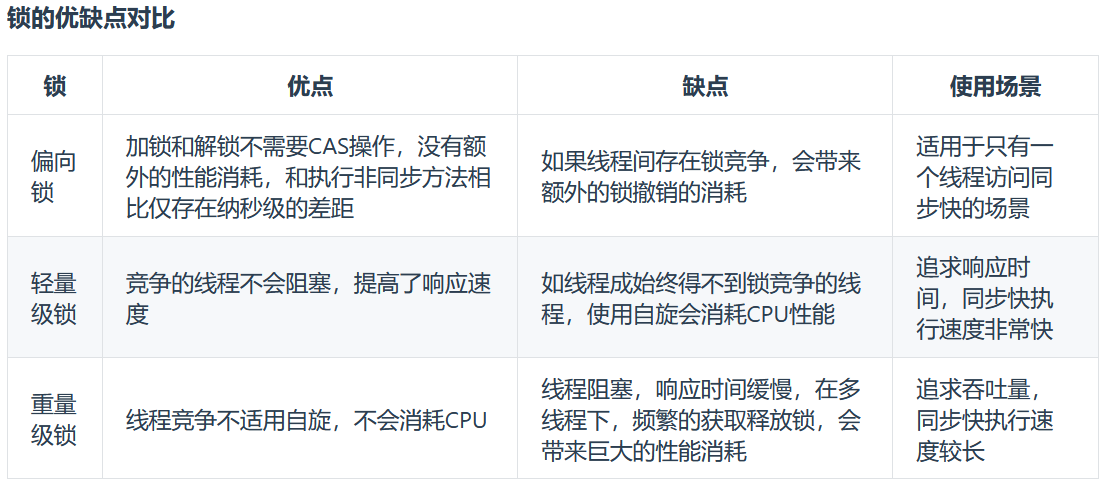 锁的优缺点对比
锁
优点
缺点
使用场景
偏向
锁
加锁和解锁不需要CAS操作，没有额
外的性能消耗，和执行非同步方法相
比仅存在纳秒级的差距
如果线程间存在锁竞争，会带来
额外的锁撤销的消耗
适用于只有一
个线程访问同
步快的场景
轻量
级锁
竞争的线程不会阻塞，提高了响应速
度
如线程成始终得不到锁竞争的线
程，使用自旋会消耗CPU性能
追求响应时
间，同步快执
行速度非常快
重量
级锁
线程竞争不适用自旋，不会消耗CPU
线程阻塞，响应时间缓慢，在多
线程下，频繁的获取释放锁，会
带来巨大的性能消耗
追求吞吐量，
同步快执行速
度较长